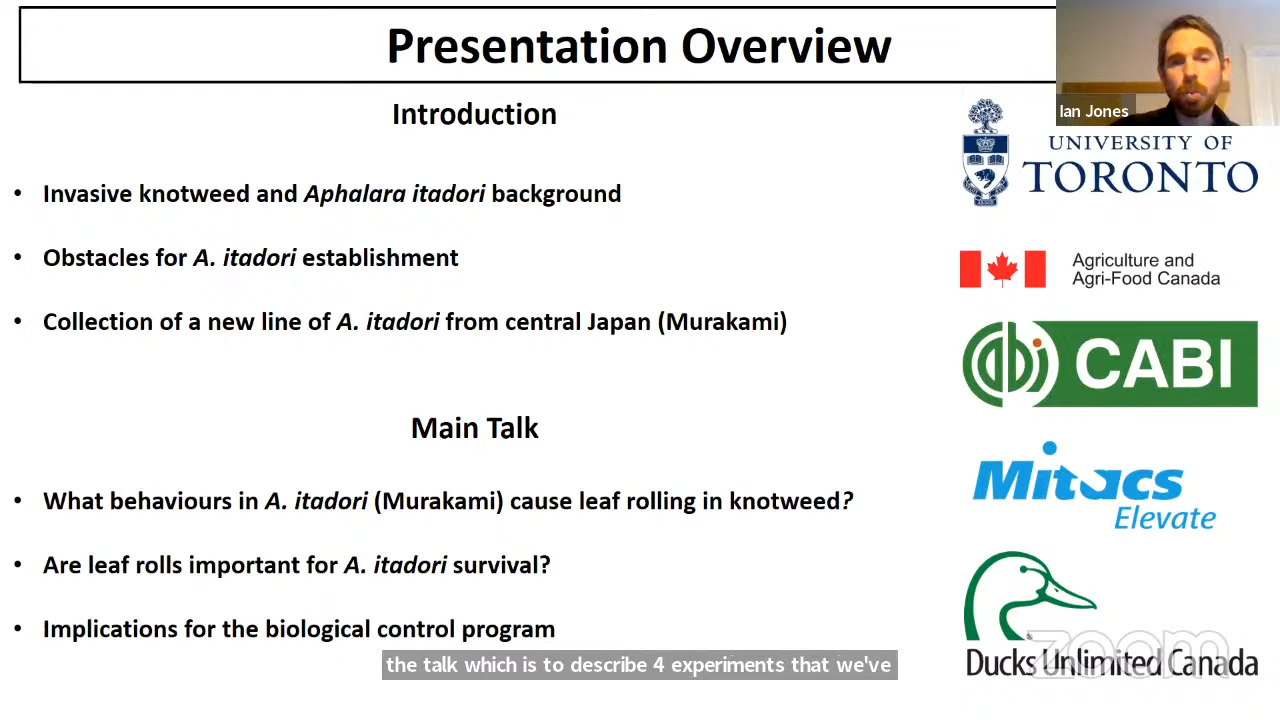 Presentation Overview
Ian Jones
Introduction
• Invasive knotweed and Aphalara itadori background
• Obstacles for A. itadori establishment
• Collection of a new line of A. itadori from central Japan (Murakami)
Main Talk
• What behaviours in A. itadori (Murakami) cause leaf rolling in knotweed?
• Are leaf rolls important for A. itadori survival?
• Implications for the biological control program
UNIVERSITY OF
TORONTO
Agriculture and
Agri-Food Canada
CABI
Mitacs
Elevate
Ducks Unlimited Canada
zoom
the talk which is to describe 4 experiments that we've